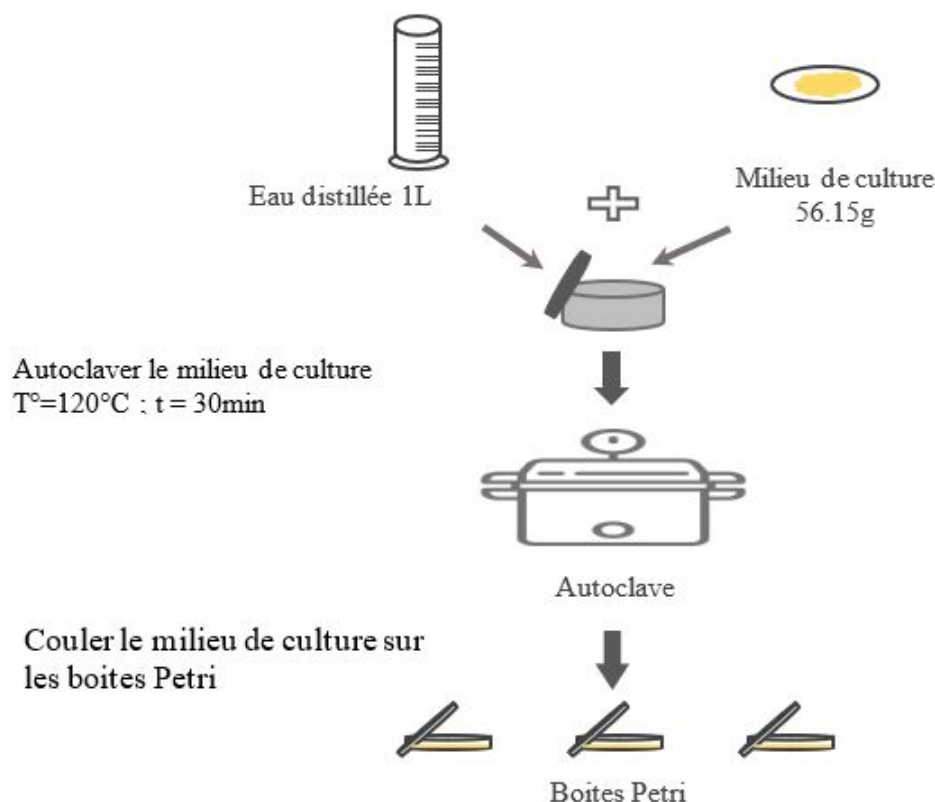 Eau distillée 1L
Milieu de culture
56.15g
Autoclaver le milieu de culture
T°=120°C ; t = 30min
Autoclave
Couler le milieu de culture sur
les boites Petri
Boites Petri